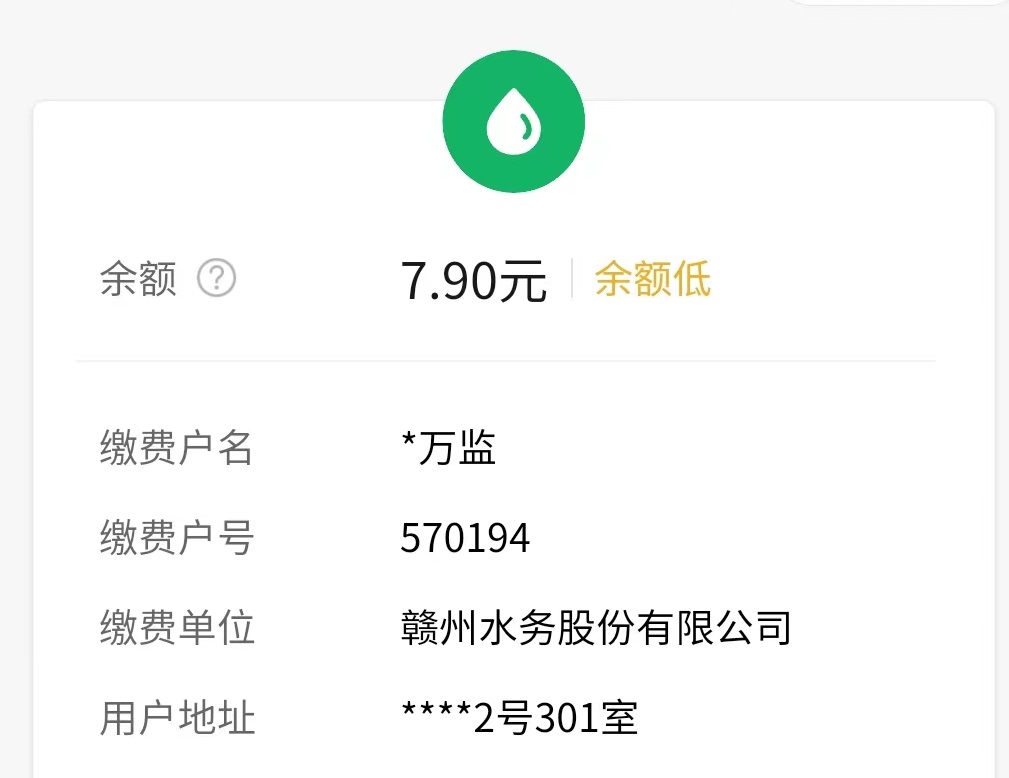 余额 ? 7.90元 余额低
缴费户名 *万监
缴费户号 570194
缴费单位 赣州水务股份有限公司
用户地址 ****2号301室